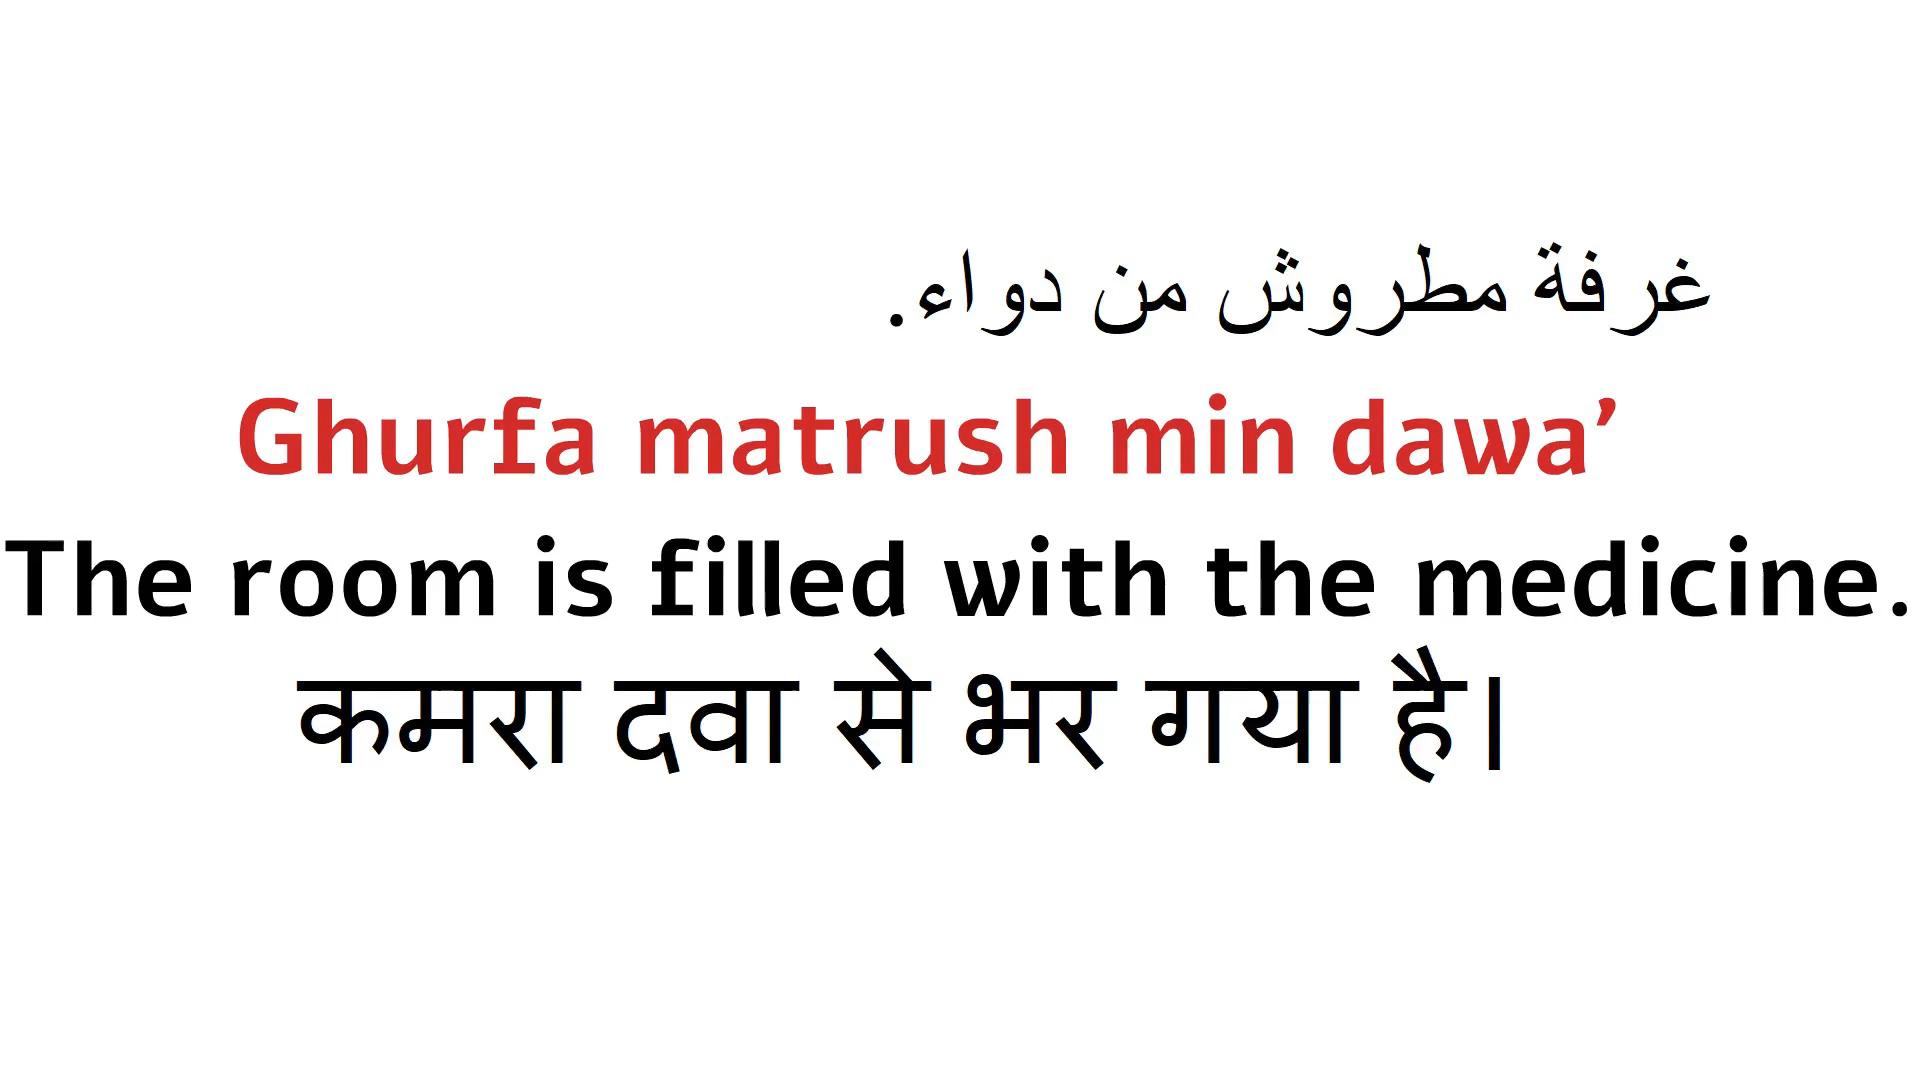 غرفة مطروش من دواء.
Ghurfa matrush min dawa’
The room is filled with the medicine.
कमरा दवा से भर गया है।